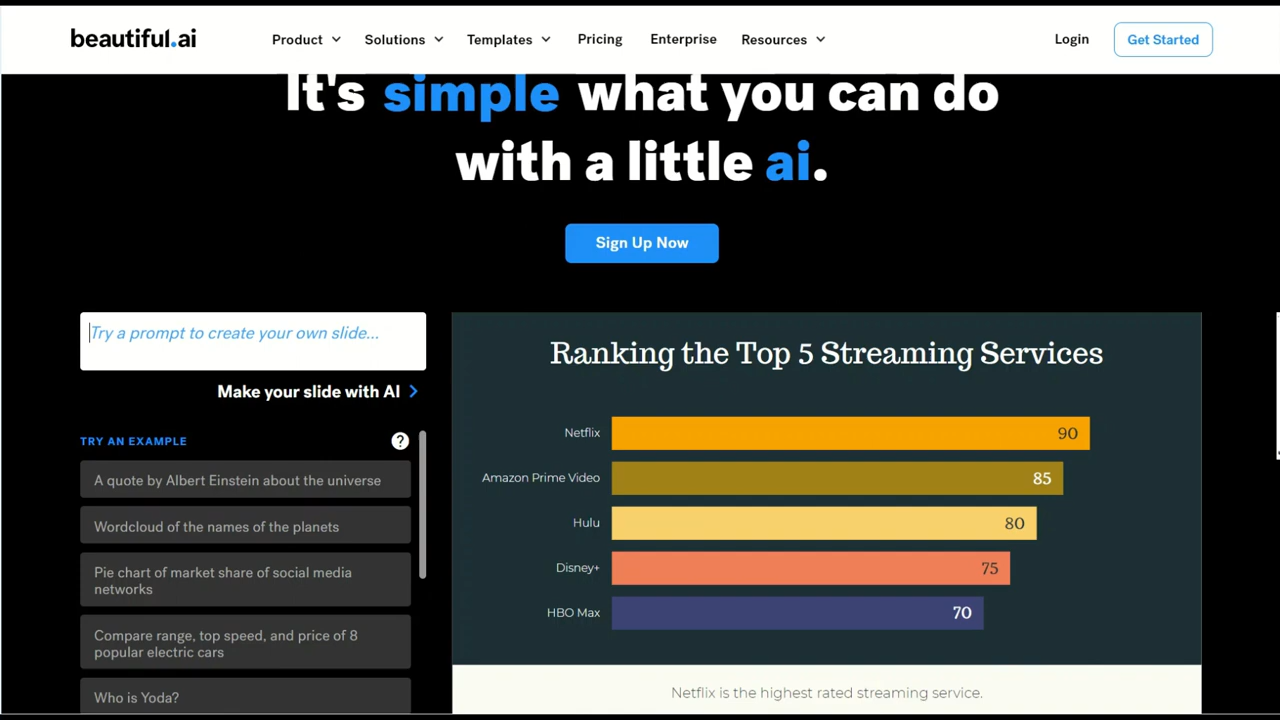 beautiful.ai
Product
Solutions
Templates
Pricing
Enterprise
Resources
Login
Get Started
It's simple what you can do
with a little ai.
Sign Up Now
Try a prompt to create your own slide...
Make your slide with AI
TRY AN EXAMPLE
?
A quote by Albert Einstein about the universe
Wordcloud of the names of the planets
Pie chart of market share of social media
networks
Compare range, top speed, and price of 8
popular electric cars
Who is Yoda?
Ranking the Top 5 Streaming Services
Netflix 90
Amazon Prime Video 85
Hulu 80
Disney+ 75
HBO Max 70
Netflix is the highest rated streaming service.